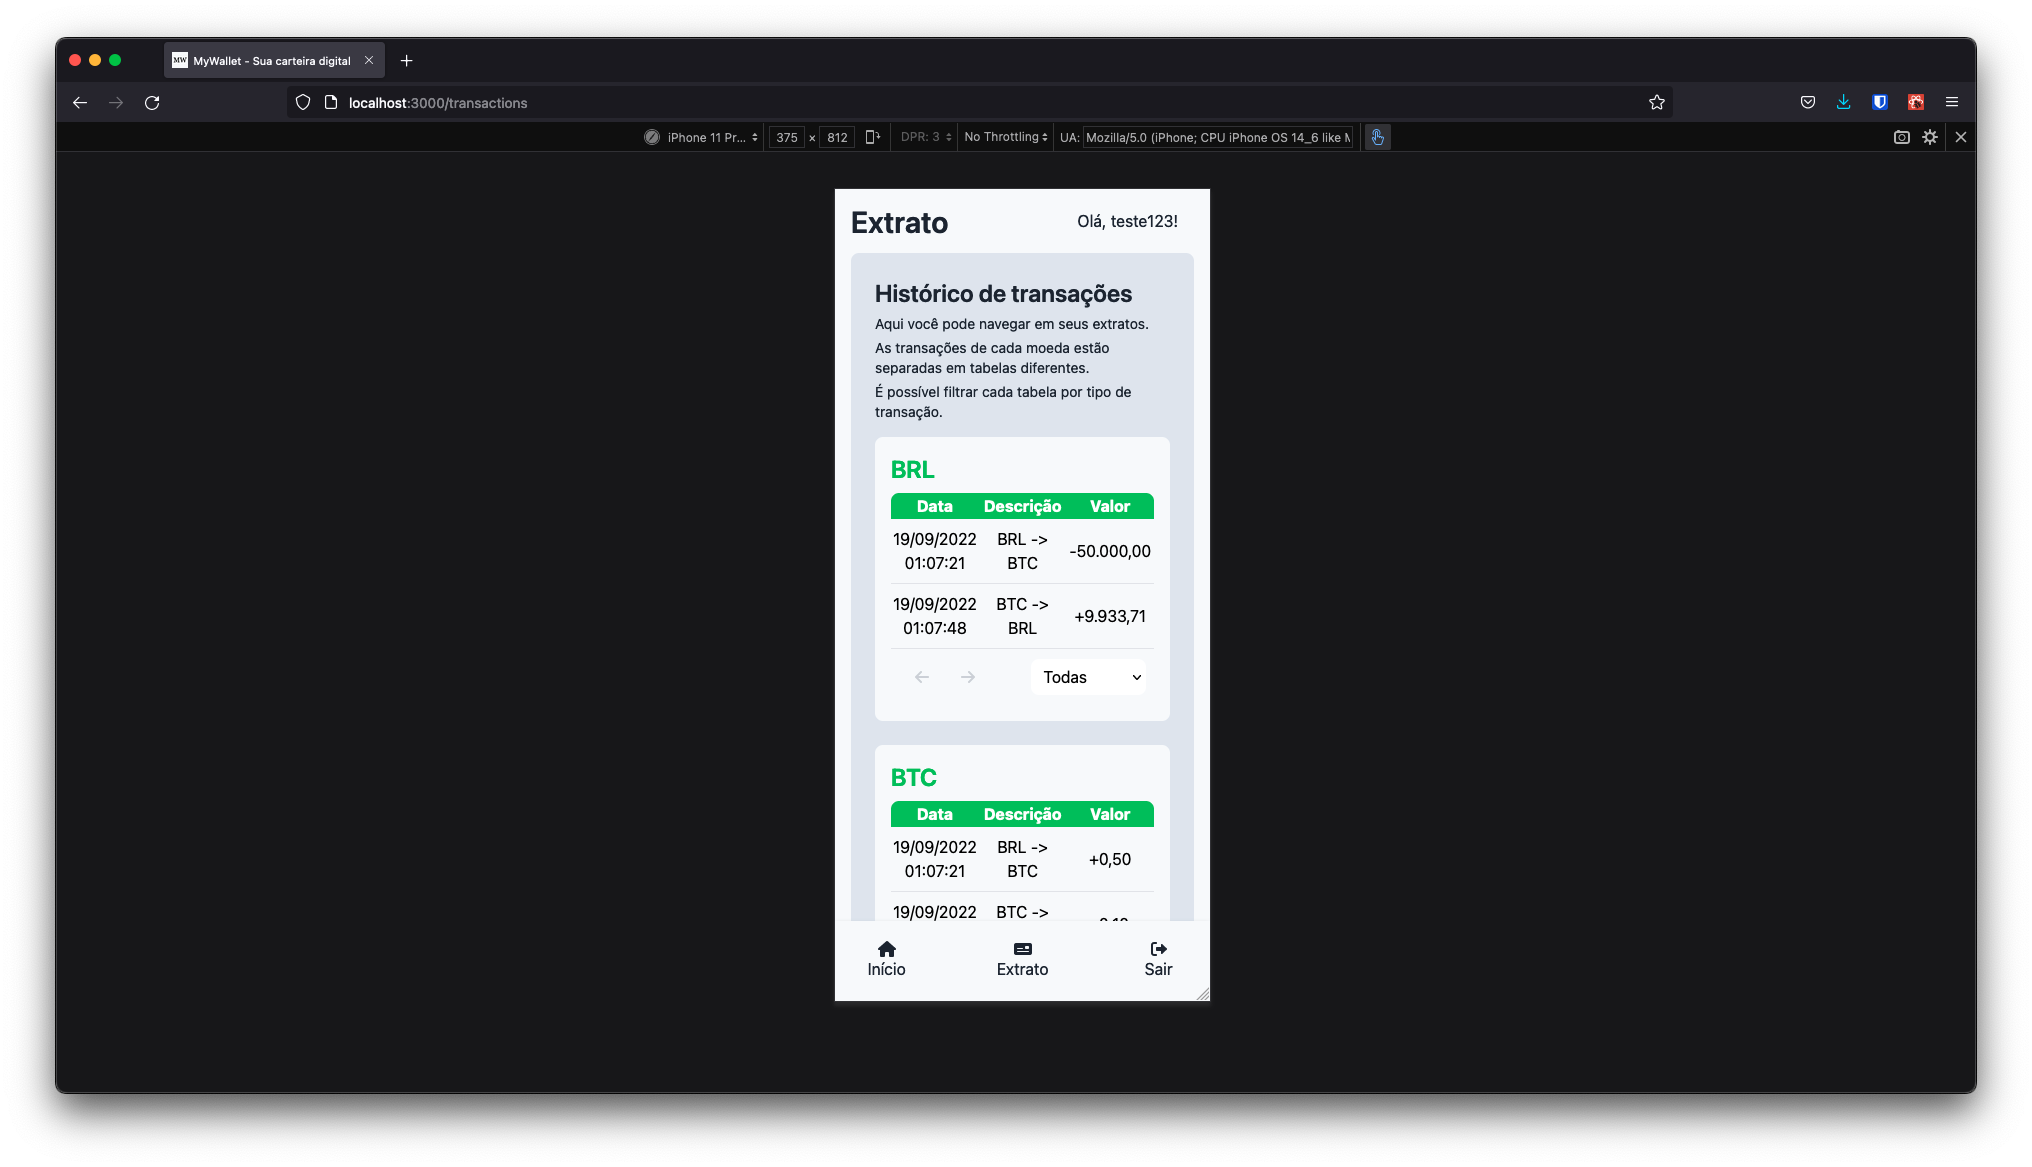 MW MyWallet - Sua carteira digital
localhost:3000/transactions
iPhone 11 Pr... 375 × 812 DPR: 3 No Throttling UA: Mozilla/5.0 (iPhone; CPU iPhone OS 14_6 like
Extrato Olá, teste123!
Histórico de transações
Aqui você pode navegar em seus extratos.
As transações de cada moeda estão
separadas em tabelas diferentes.
É possível filtrar cada tabela por tipo de
transação.
BRL
Data Descrição Valor
19/09/2022 BRL ->
01:07:21 BTC -50.000,00
19/09/2022 BTC ->
01:07:48 BRL +9.933,71
Todas
BTC
Data Descrição Valor
19/09/2022 BRL ->
01:07:21 BTC +0,50
19/09/2022 BTC ->
Início Extrato Sair